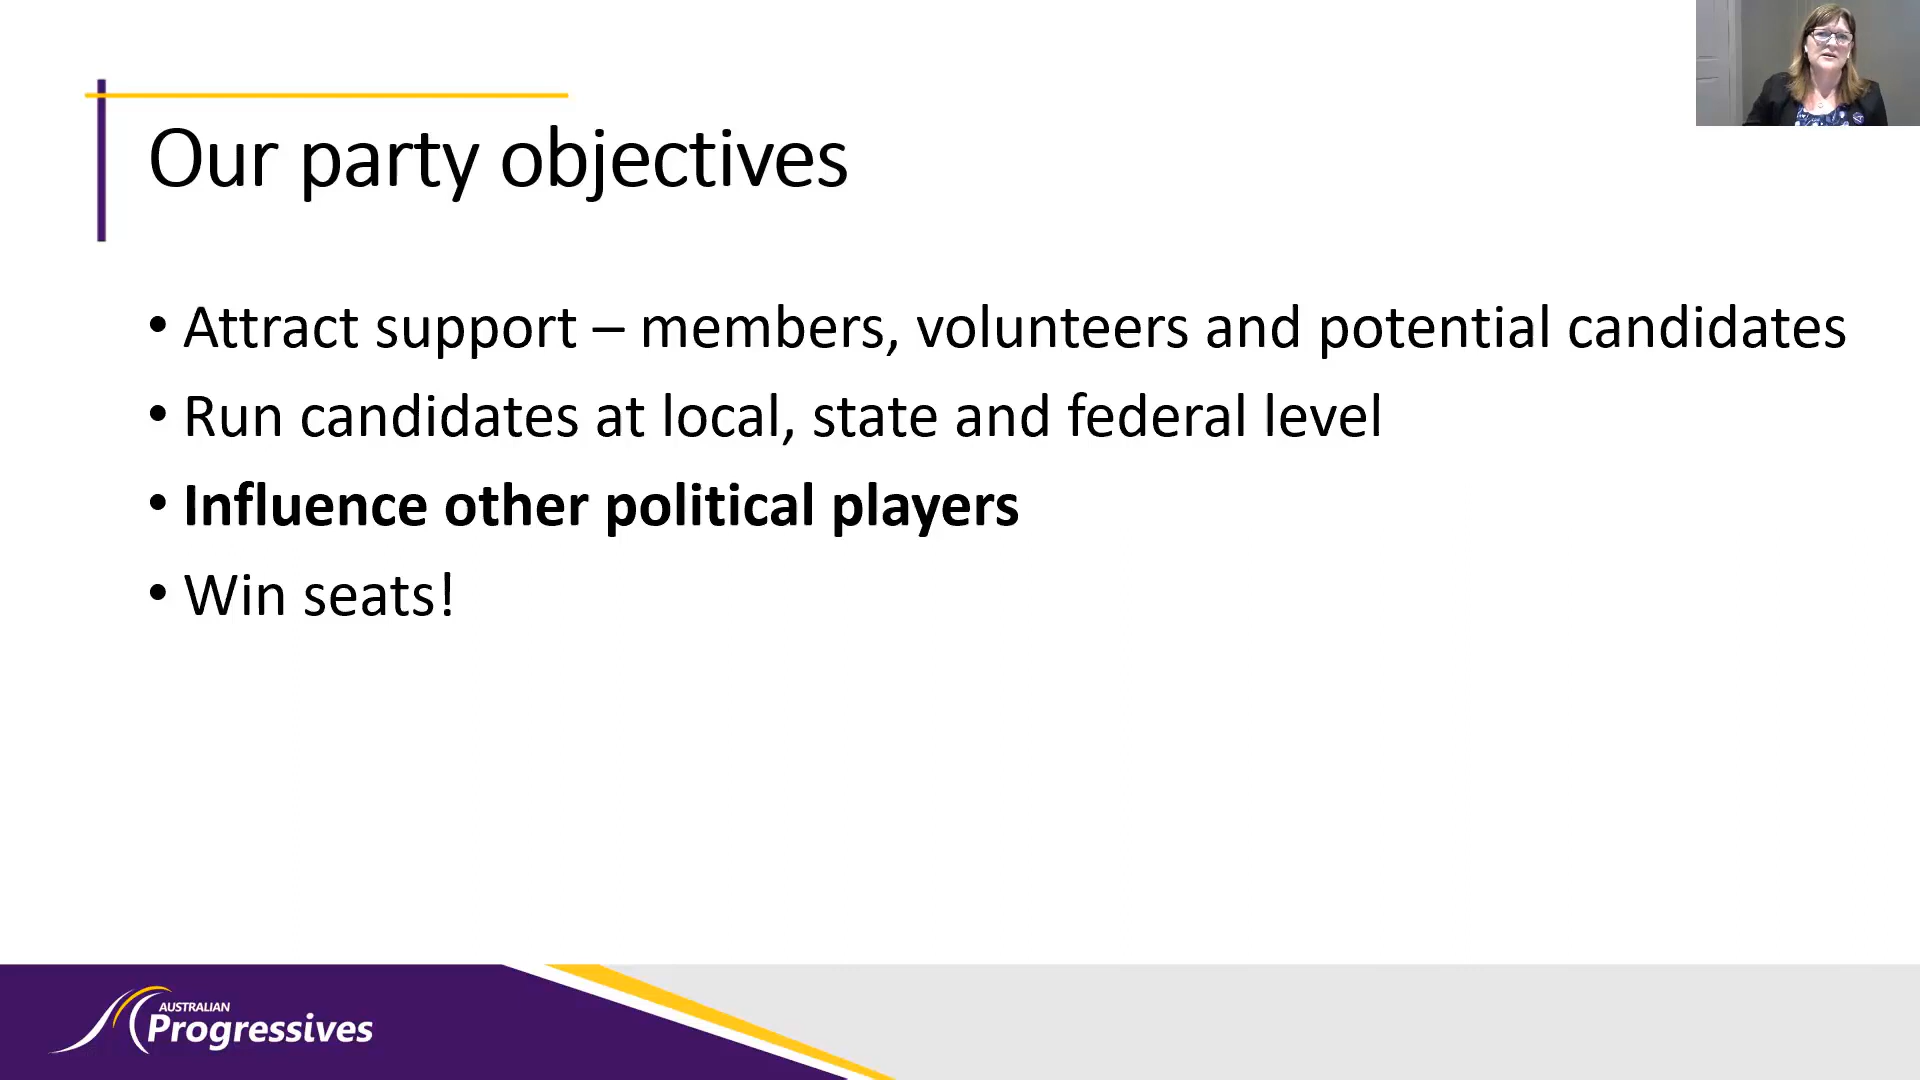 Our party objectives
• Attract support – members, volunteers and potential candidates
• Run candidates at local, state and federal level
• Influence other political players
• Win seats!
AUSTRALIAN
Progressives